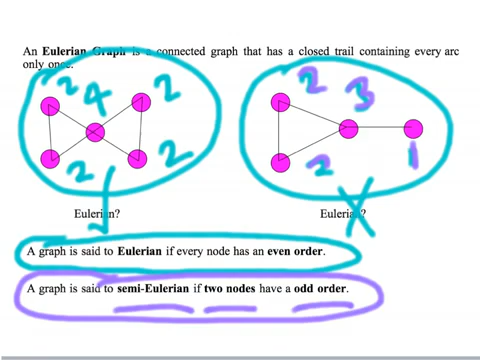 An Eulerian Graph is a connected graph that has a closed trail containing every arc
only once.
2 4 2
2 3
2 2
2 1
Eulerian? Eulerian?
A graph is said to Eulerian if every node has an even order.
A graph is said to semi-Eulerian if two nodes have a odd order.